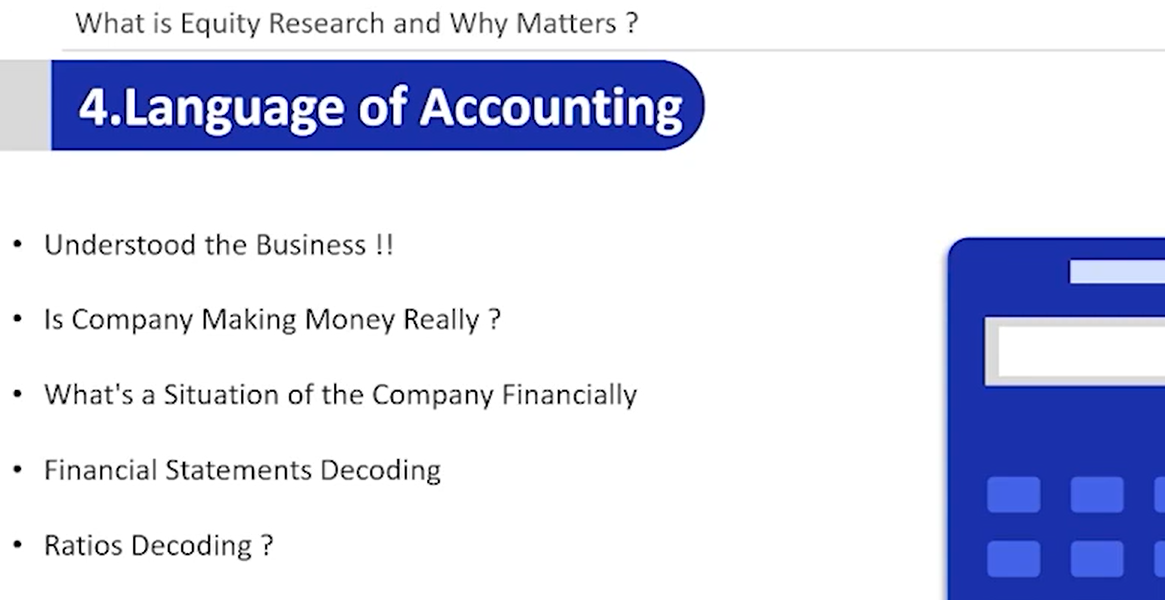 What is Equity Research and Why Matters ?
4.Language of Accounting
• Understood the Business !!
• Is Company Making Money Really ?
• What's a Situation of the Company Financially
• Financial Statements Decoding
• Ratios Decoding ?